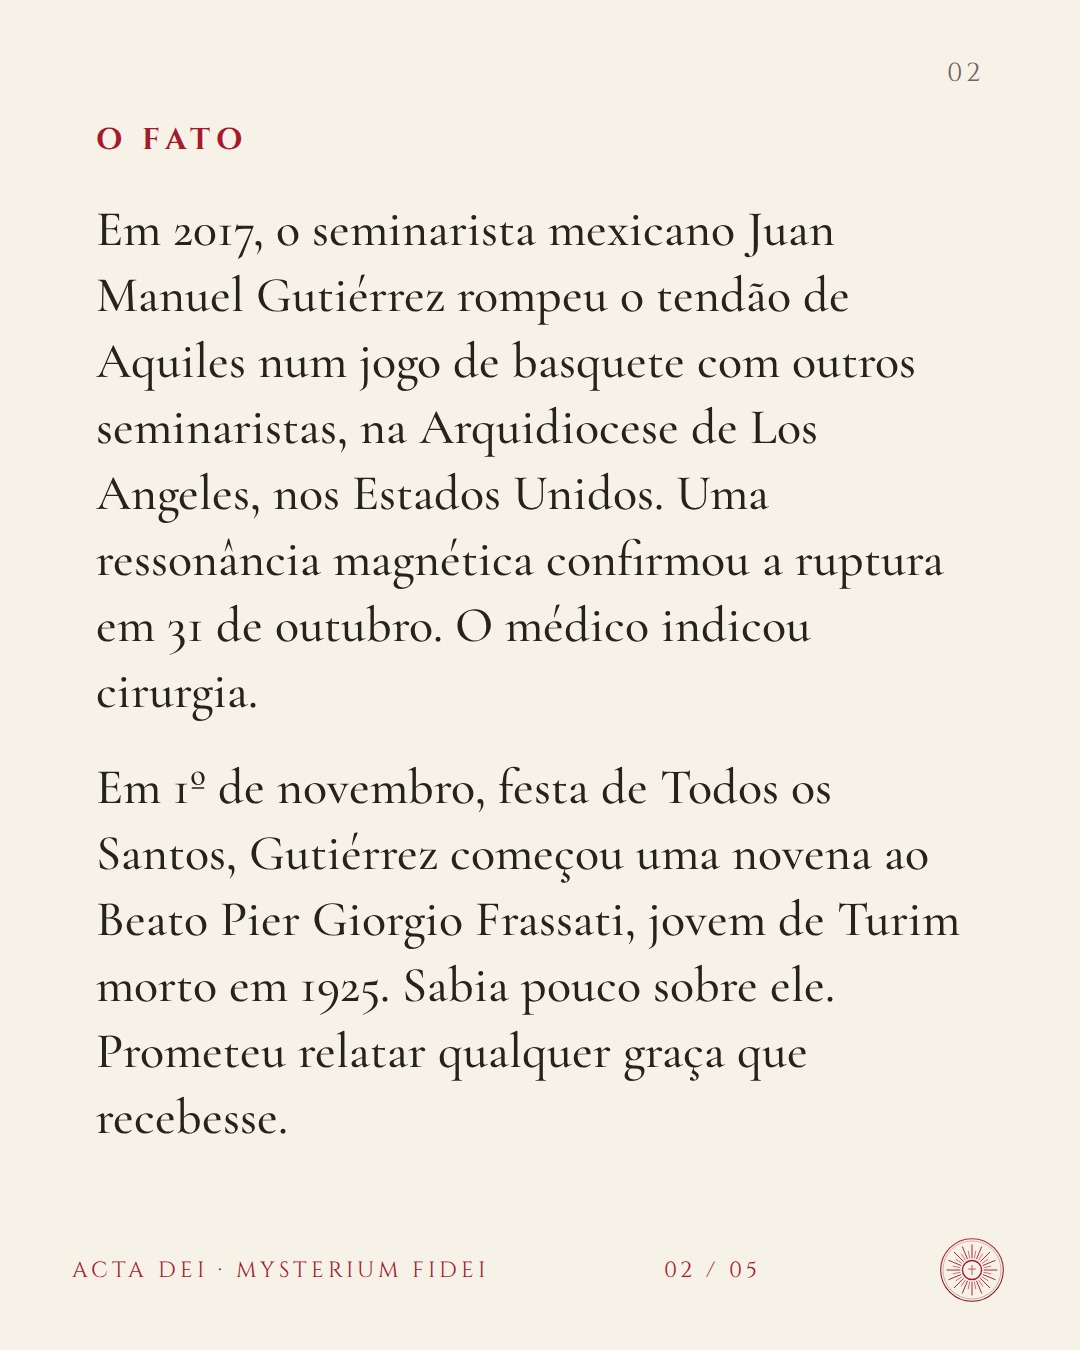 02
O FATO
Em 2017, o seminarista mexicano Juan
Manuel Gutiérrez rompeu o tendão de
Aquiles num jogo de basquete com outros
seminaristas, na Arquidiocese de Los
Angeles, nos Estados Unidos. Uma
ressonância magnética confirmou a ruptura
em 31 de outubro. O médico indicou
cirurgia.
Em 1º de novembro, festa de Todos os
Santos, Gutiérrez começou uma novena ao
Beato Pier Giorgio Frassati, jovem de Turim
morto em 1925. Sabia pouco sobre ele.
Prometeu relatar qualquer graça que
recebesse.
ACTA DEI · MYSTERIUM FIDEI
02 / 05